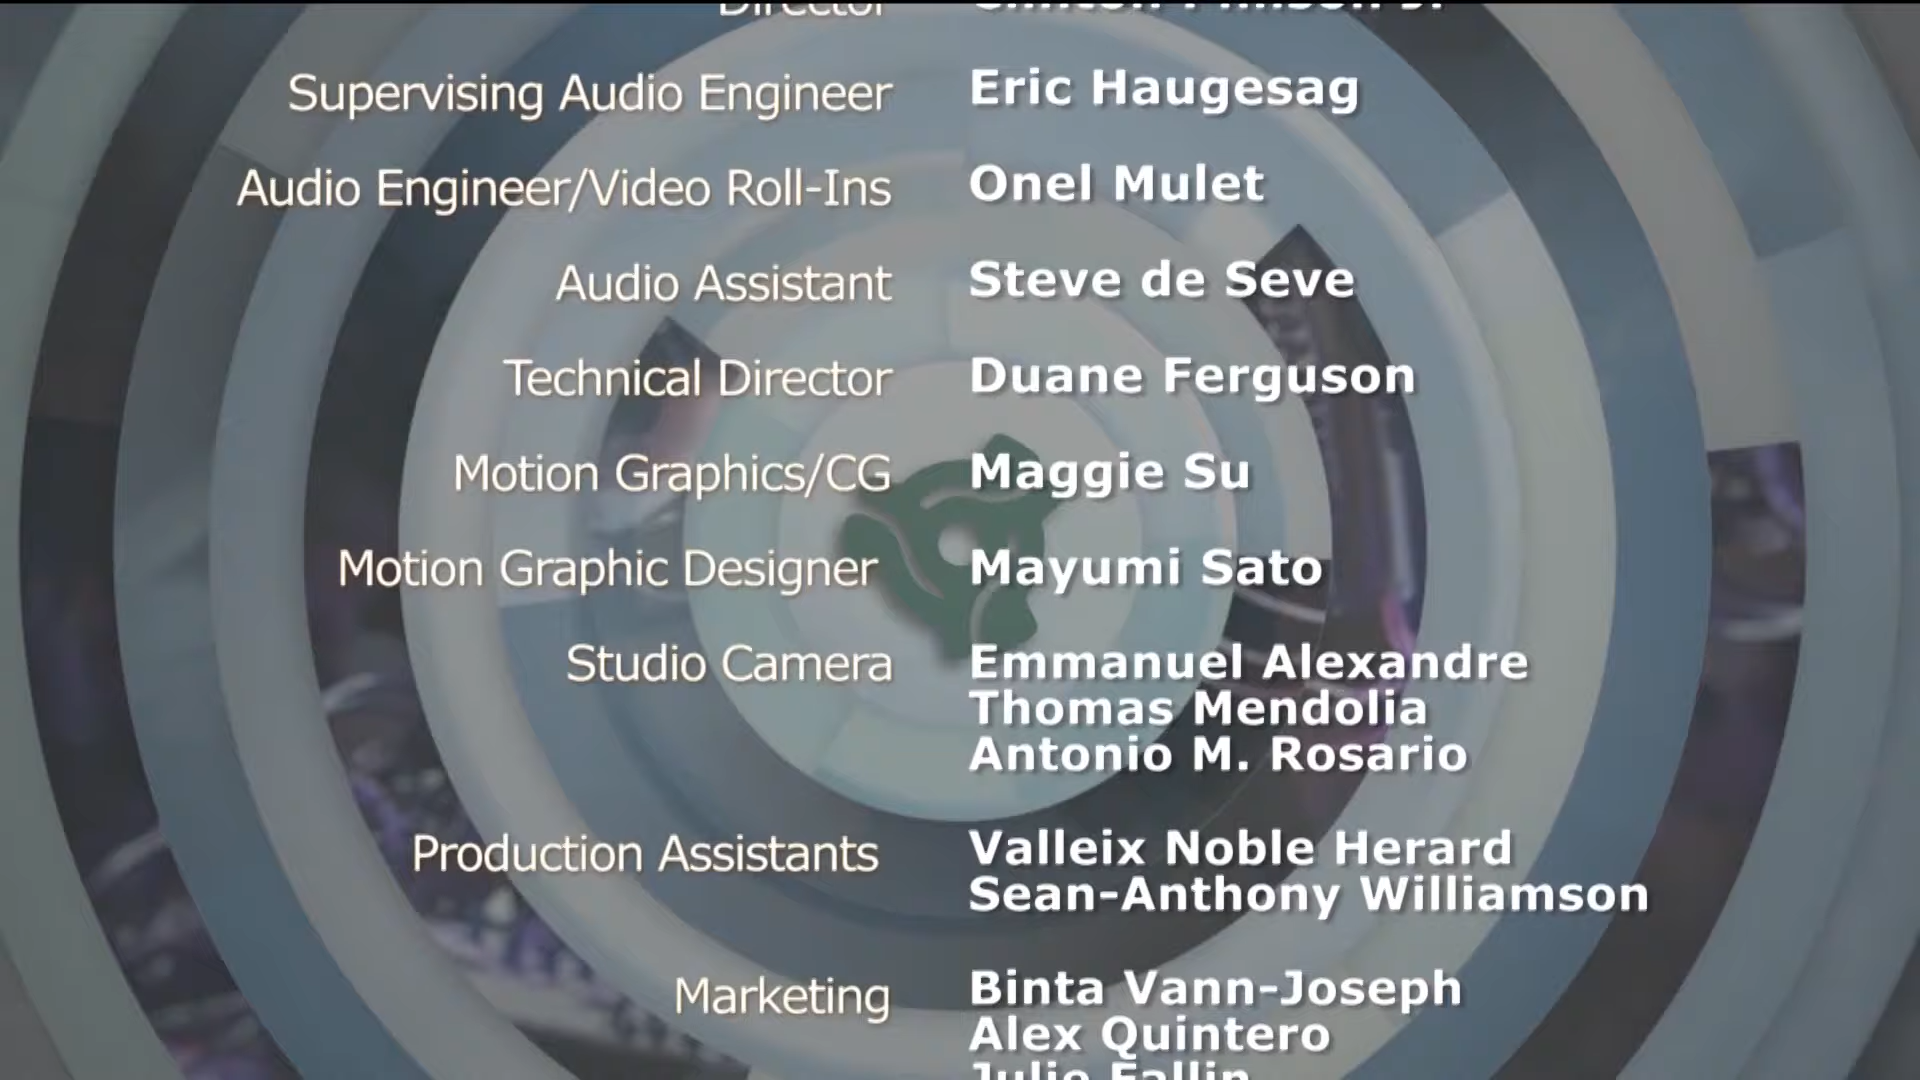 Director
Supervising Audio Engineer Eric Haugesag
Audio Engineer/Video Roll-Ins Onel Mulet
Audio Assistant Steve de Seve
Technical Director Duane Ferguson
Motion Graphics/CG Maggie Su
Motion Graphic Designer Mayumi Sato
Studio Camera Emmanuel Alexandre
Thomas Mendolia
Antonio M. Rosario
Production Assistants Valleix Noble Herard
Sean-Anthony Williamson
Marketing Binta Vann-Joseph
Alex Quintero